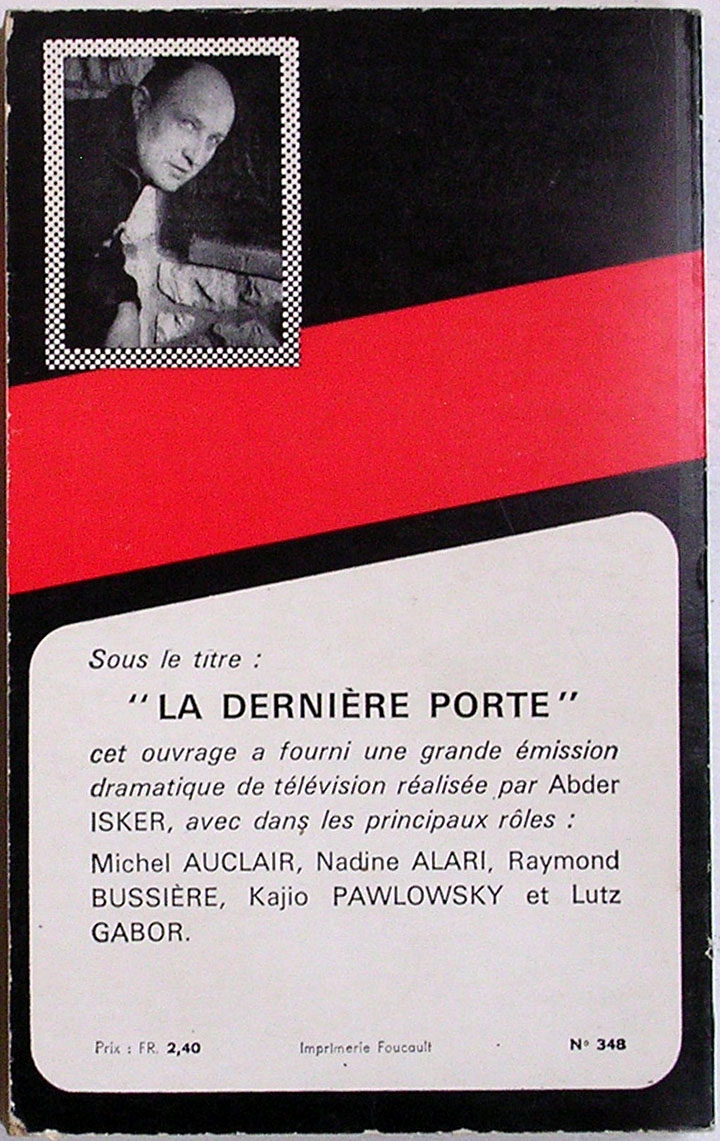 Sous le titre :
"LA DERNIÈRE PORTE"
cet ouvrage a fourni une grande émission
dramatique de télévision réalisée par Abder
ISKER, avec dans les principaux rôles :
Michel AUCLAIR, Nadine ALARI, Raymond
BUSSIÈRE, Kajio PAWLOWSKY et Lutz
GABOR.
Prix : FR. 2,40 Imprimerie Foucault N° 348